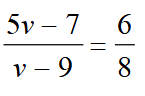 5v – 7 / v – 9 = 6 / 8